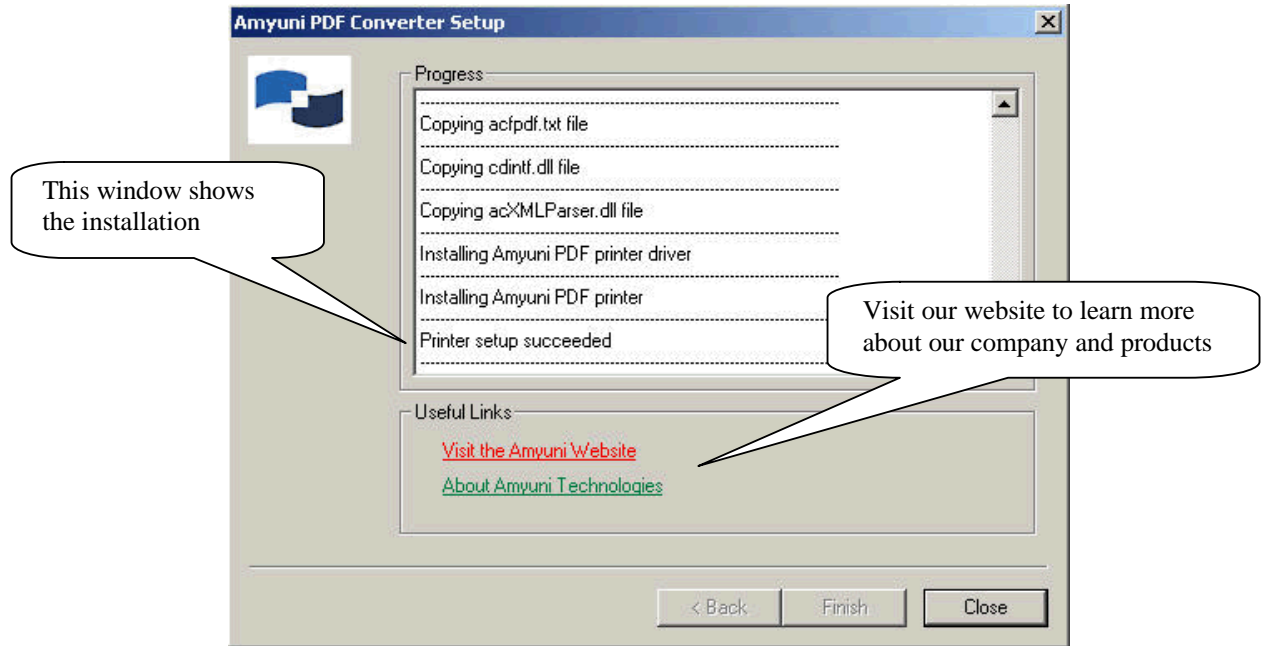 Amyuni PDF Converter Setup
Progress
Copying acfpdf.txt file
Copying cdintf.dll file
Copying acXMLParser.dll file
Installing Amyuni PDF printer driver
Installing Amyuni PDF printer
Printer setup succeeded
This window shows
the installation
Visit our website to learn more
about our company and products
Useful Links
Visit the Amyuni Website
About Amyuni Technologies
< Back
Finish
Close